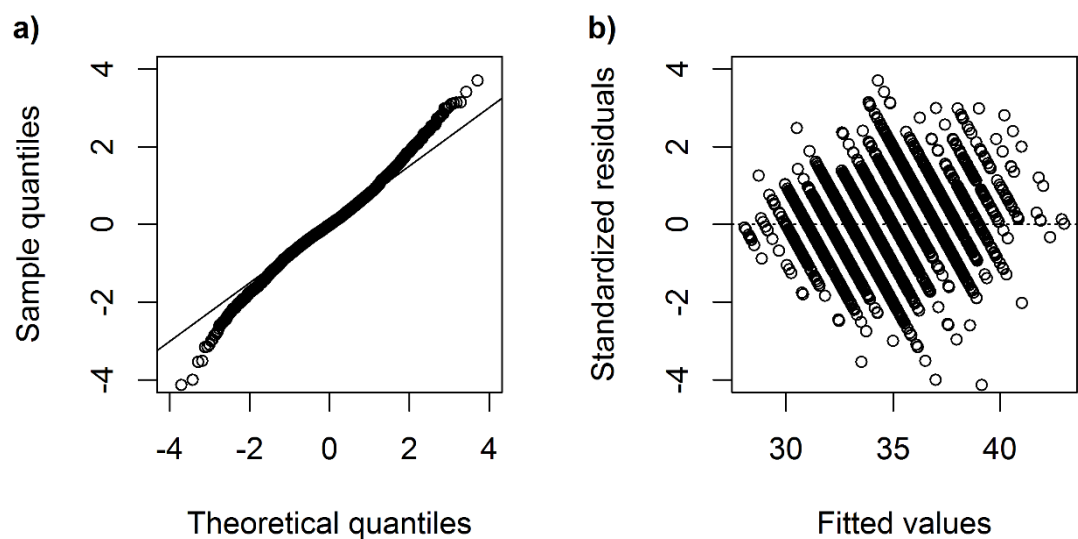 a)
Sample quantiles
4
2
0
-2
-4
-4 -2 0 2 4
Theoretical quantiles
b)
Standardized residuals
4
2
0
-2
-4
30 35 40
Fitted values